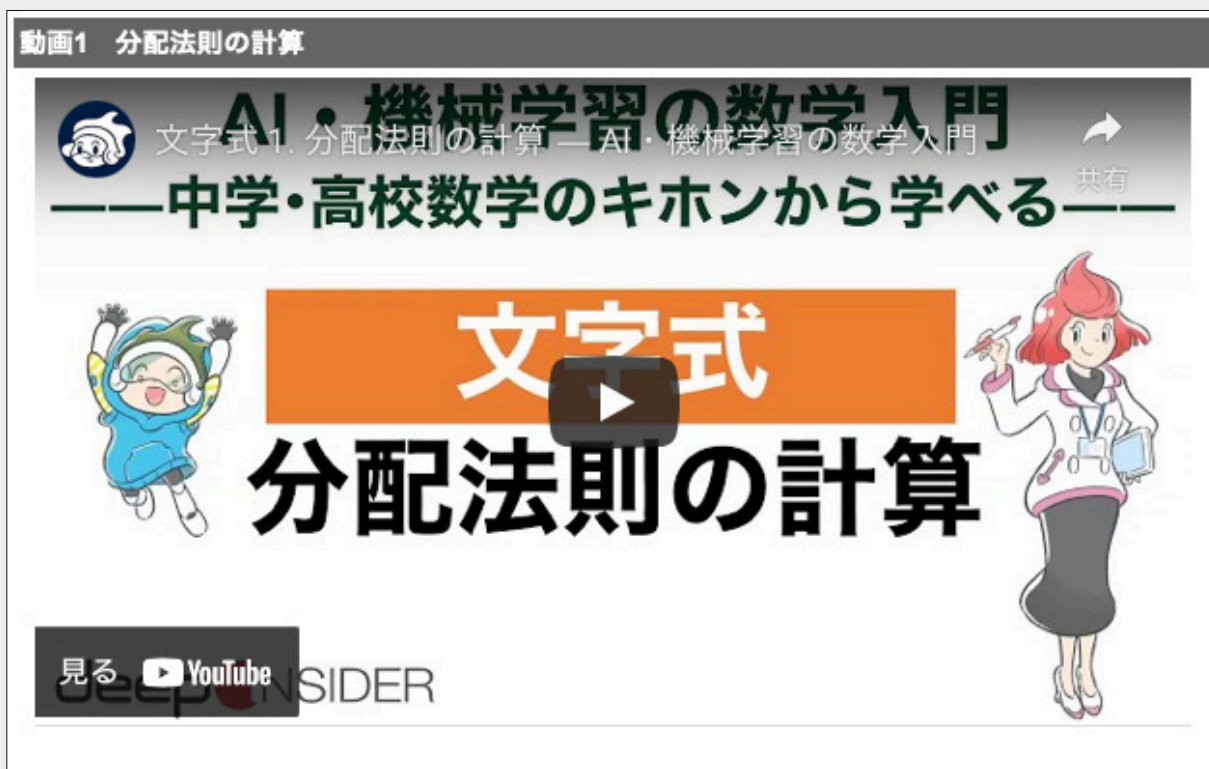 動画1 分配法則の計算
AI・機械学習の数学入門
文字式 1. 分配法則の計算 — AI・機械学習の数学入門
共有
——中学・高校数学のキホンから学べる——
文字式
分配法則の計算
見る YouTube
deep INSIDER